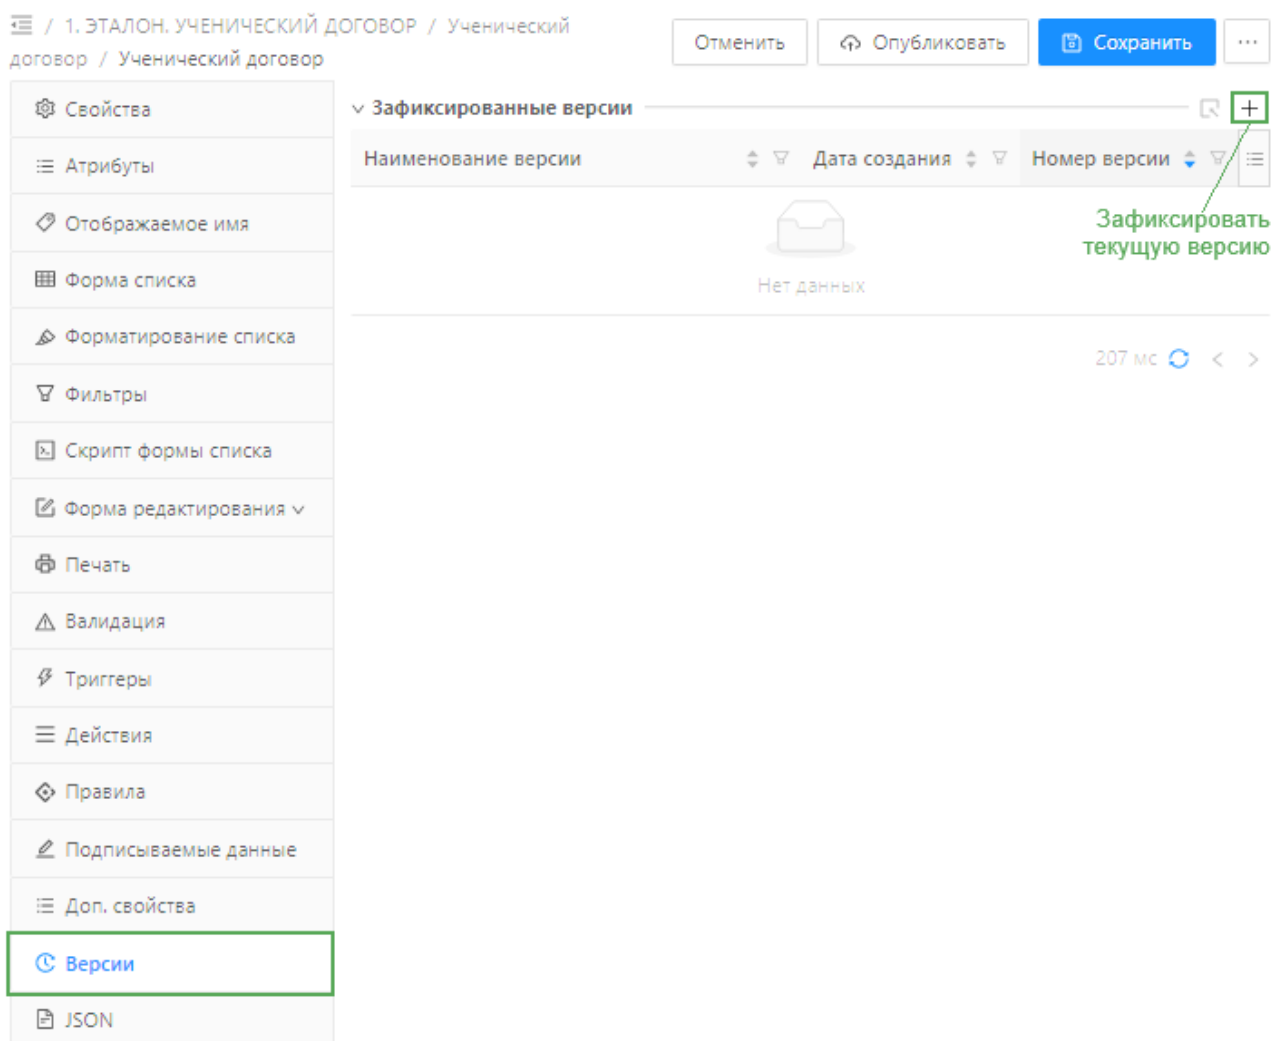 / 1. ЭТАЛОН. УЧЕНИЧЕСКИЙ ДОГОВОР / Ученический
договор / Ученический договор
Отменить
Опубликовать
Сохранить
...
Свойства
Атрибуты
Отображаемое имя
Форма списка
Форматирование списка
Фильтры
Скрипт формы списка
Форма редактирования
Печать
Валидация
Триггеры
Действия
Правила
Подписываемые данные
Доп. свойства
Версии
JSON
Зафиксированные версии
Наименование версии
Дата создания
Номер версии
Зафиксировать
текущую версию
Нет данных
207 мс